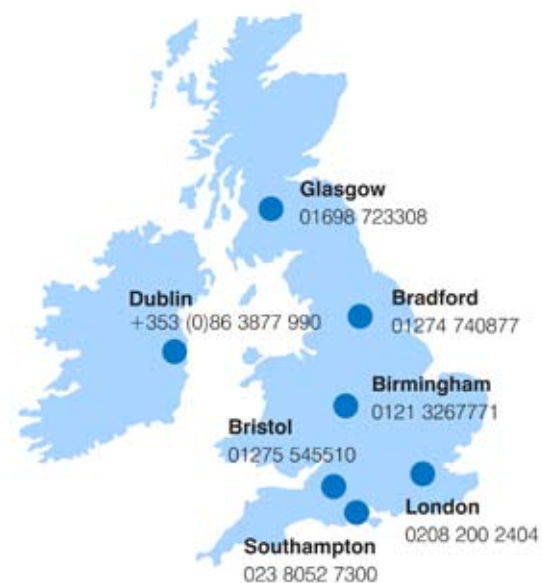 Glasgow
01698 723308
Dublin
+353 (0)86 3877 990
Bradford
01274 740877
Birmingham
0121 3267771
Bristol
01275 545510
London
0208 200 2404
Southampton
023 8052 7300